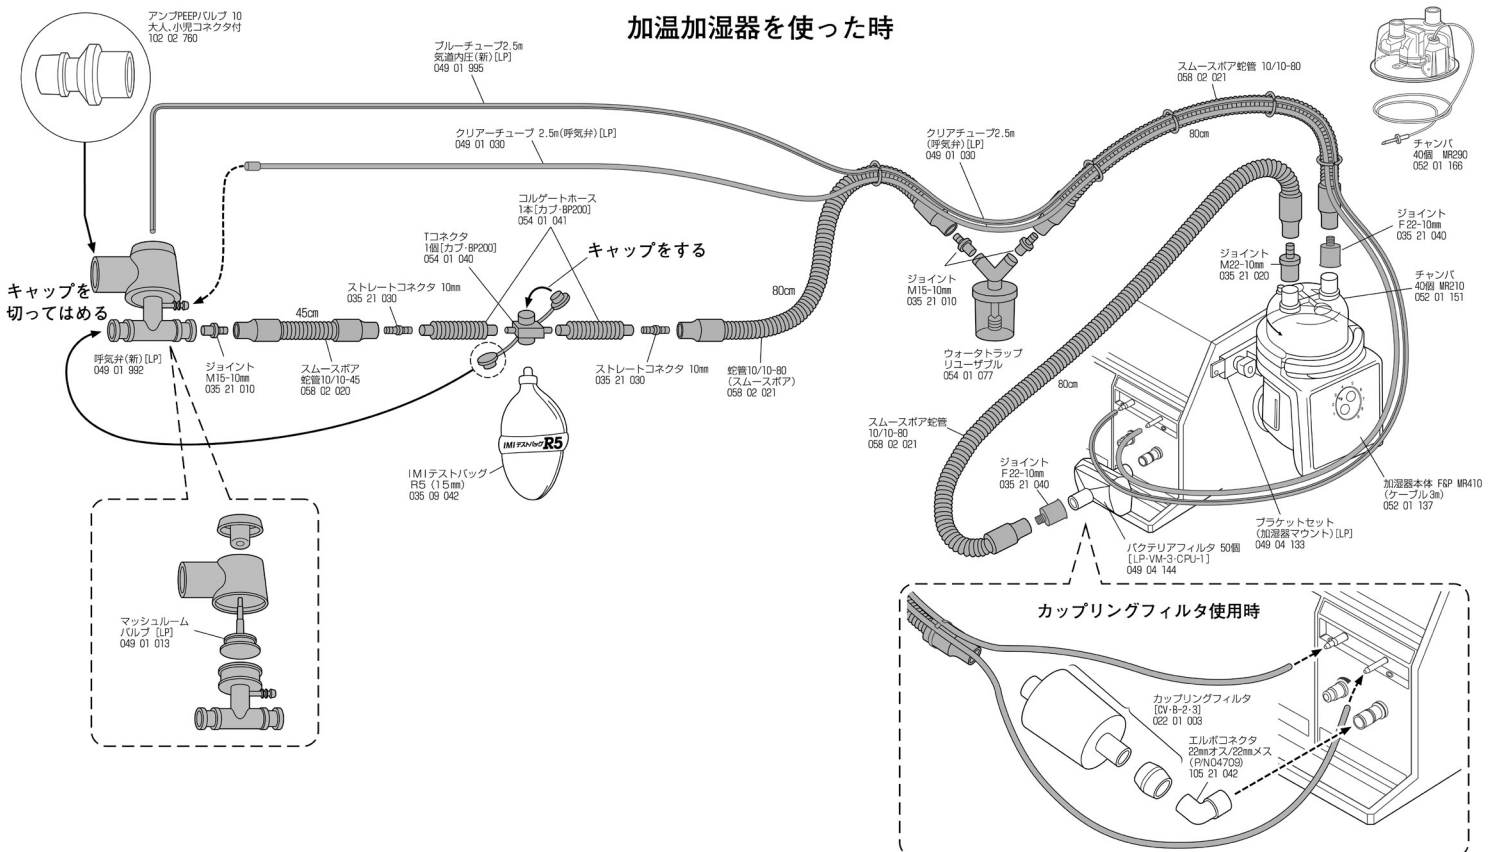 加温加湿器を使った時
アンプPEEPバルブ 10
大人、小児コネクタ付
102 02 760
ブルーチューブ2.5m
気道内圧(新)[LP]
049 01 995
クリアーチューブ 2.5m(呼気弁)[LP]
049 01 030
コルゲートホース
1本[カブ・BP200]
054 01 041
Tコネクタ
1個[カブ・BP200]
054 01 040
キャップをする
ストレートコネクタ 10mm
035 21 030
キャップを
切ってはめる
45cm
呼気弁(新)[LP]
049 01 992
ジョイント
M15-10mm
035 21 010
スムースボア
蛇管10/10-45
058 02 020
ストレートコネクタ 10mm
035 21 030
蛇管10/10-80
(スムースボア)
058 02 021
80cm
IMIテストバッグ R5
IMIテストバッグ
R5 (15mm)
035 09 042
マッシュルーム
バルブ [LP]
049 01 013
クリアチューブ2.5m
(呼気弁)[LP]
049 01 030
スムースボア蛇管 10/10-80
058 02 021
80cm
チャンバ
40個 MR290
052 01 166
ジョイント
F22-10mm
035 21 040
ジョイント
M22-10mm
035 21 020
チャンバ
40個 MR210
052 01 151
ジョイント
M15-10mm
035 21 010
ウォータトラップ
リユーザブル
054 01 077
80cm
スムースボア蛇管
10/10-80
058 02 021
ジョイント
F22-10mm
035 21 040
加湿器本体 F&P MR410
(ケーブル3m)
052 01 137
ブラケットセット
(加湿器マウント)[LP]
049 04 133
バクテリアフィルタ 50個
[LP・VM-3・CPU-1]
049 04 144
カップリングフィルタ使用時
カップリングフィルタ
[CV・B-2・3]
022 01 003
エルボコネクタ
22mmオス/22mmメス
(P/N04709)
105 21 042